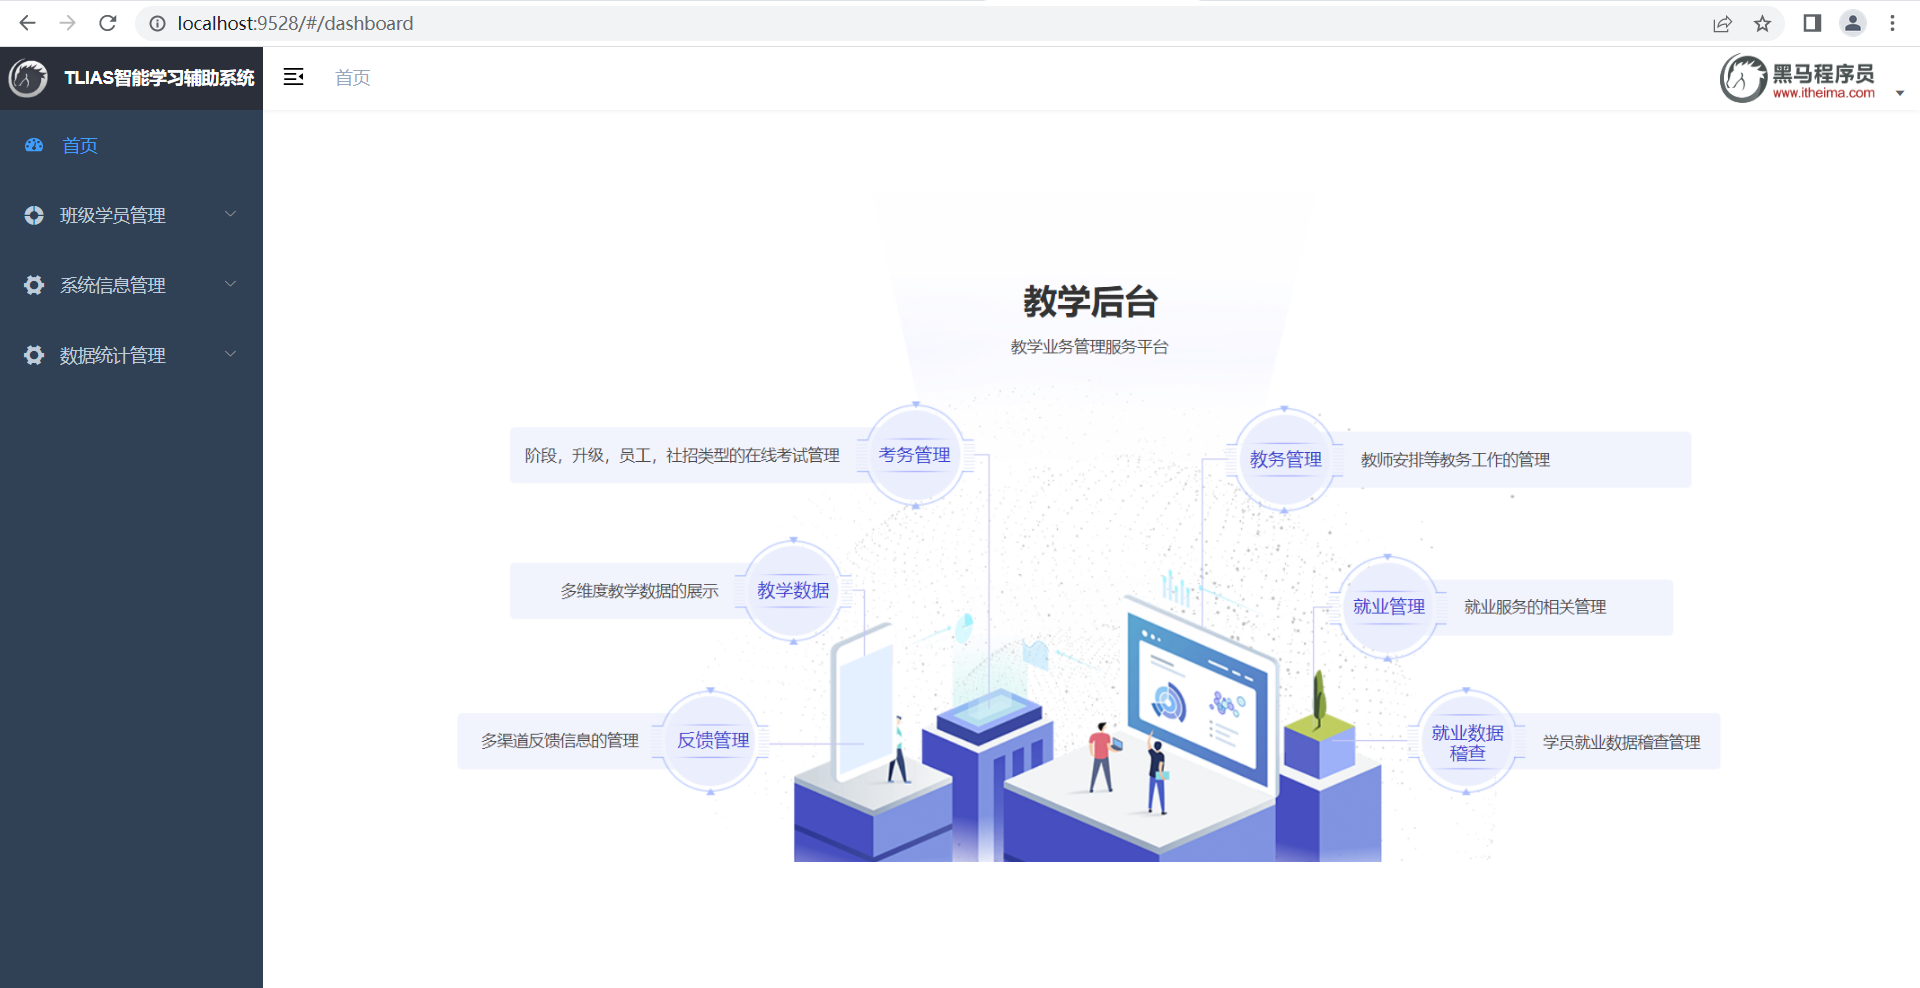 localhost:9528/#/dashboard
TLIAS智能学习辅助系统
首页
黑马程序员
www.itheima.com
首页
班级学员管理
系统信息管理
数据统计管理
教学后台
教学业务管理服务平台
阶段，升级，员工，社招类型的在线考试管理
考务管理
教务管理
教师安排等教务工作的管理
多维度教学数据的展示
教学数据
就业管理
就业服务的相关管理
多渠道反馈信息的管理
反馈管理
就业数据
稽查
学员就业数据稽查管理